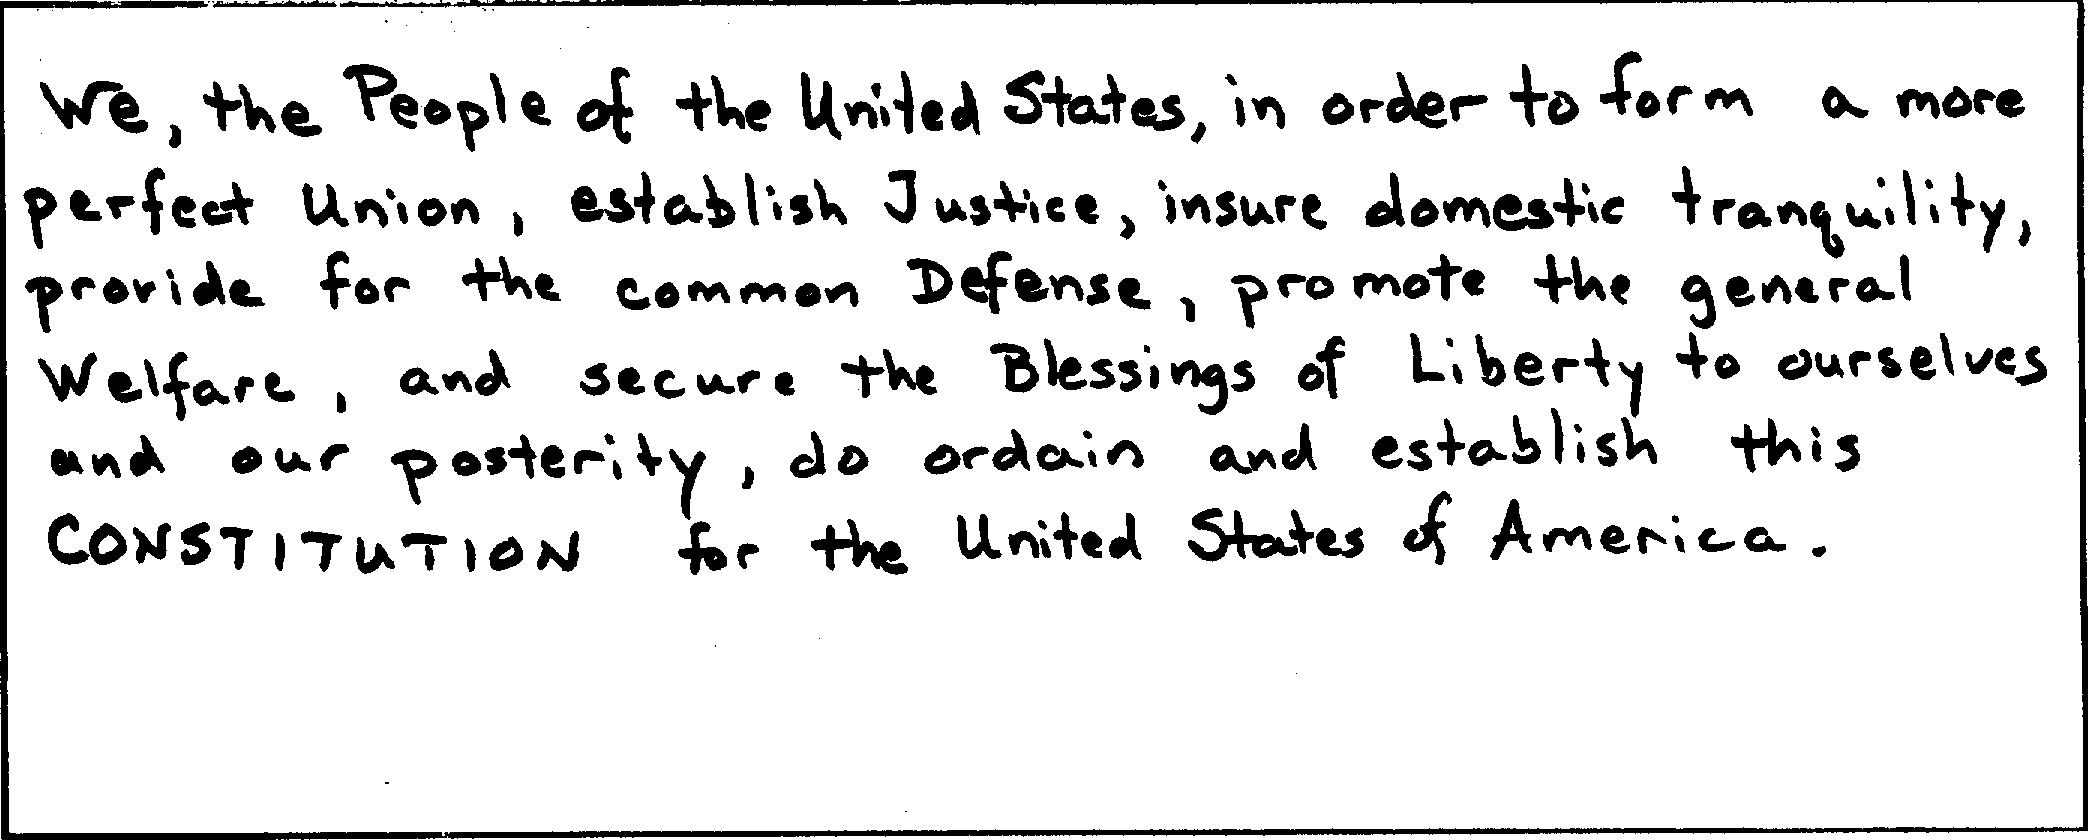 We, the People of the United States, in order to form a more
perfect Union, establish Justice, insure domestic tranquility,
provide for the common Defense, promote the general
Welfare, and secure the Blessings of Liberty to ourselves
and our posterity, do ordain and establish this
CONSTITUTION for the United States of America.